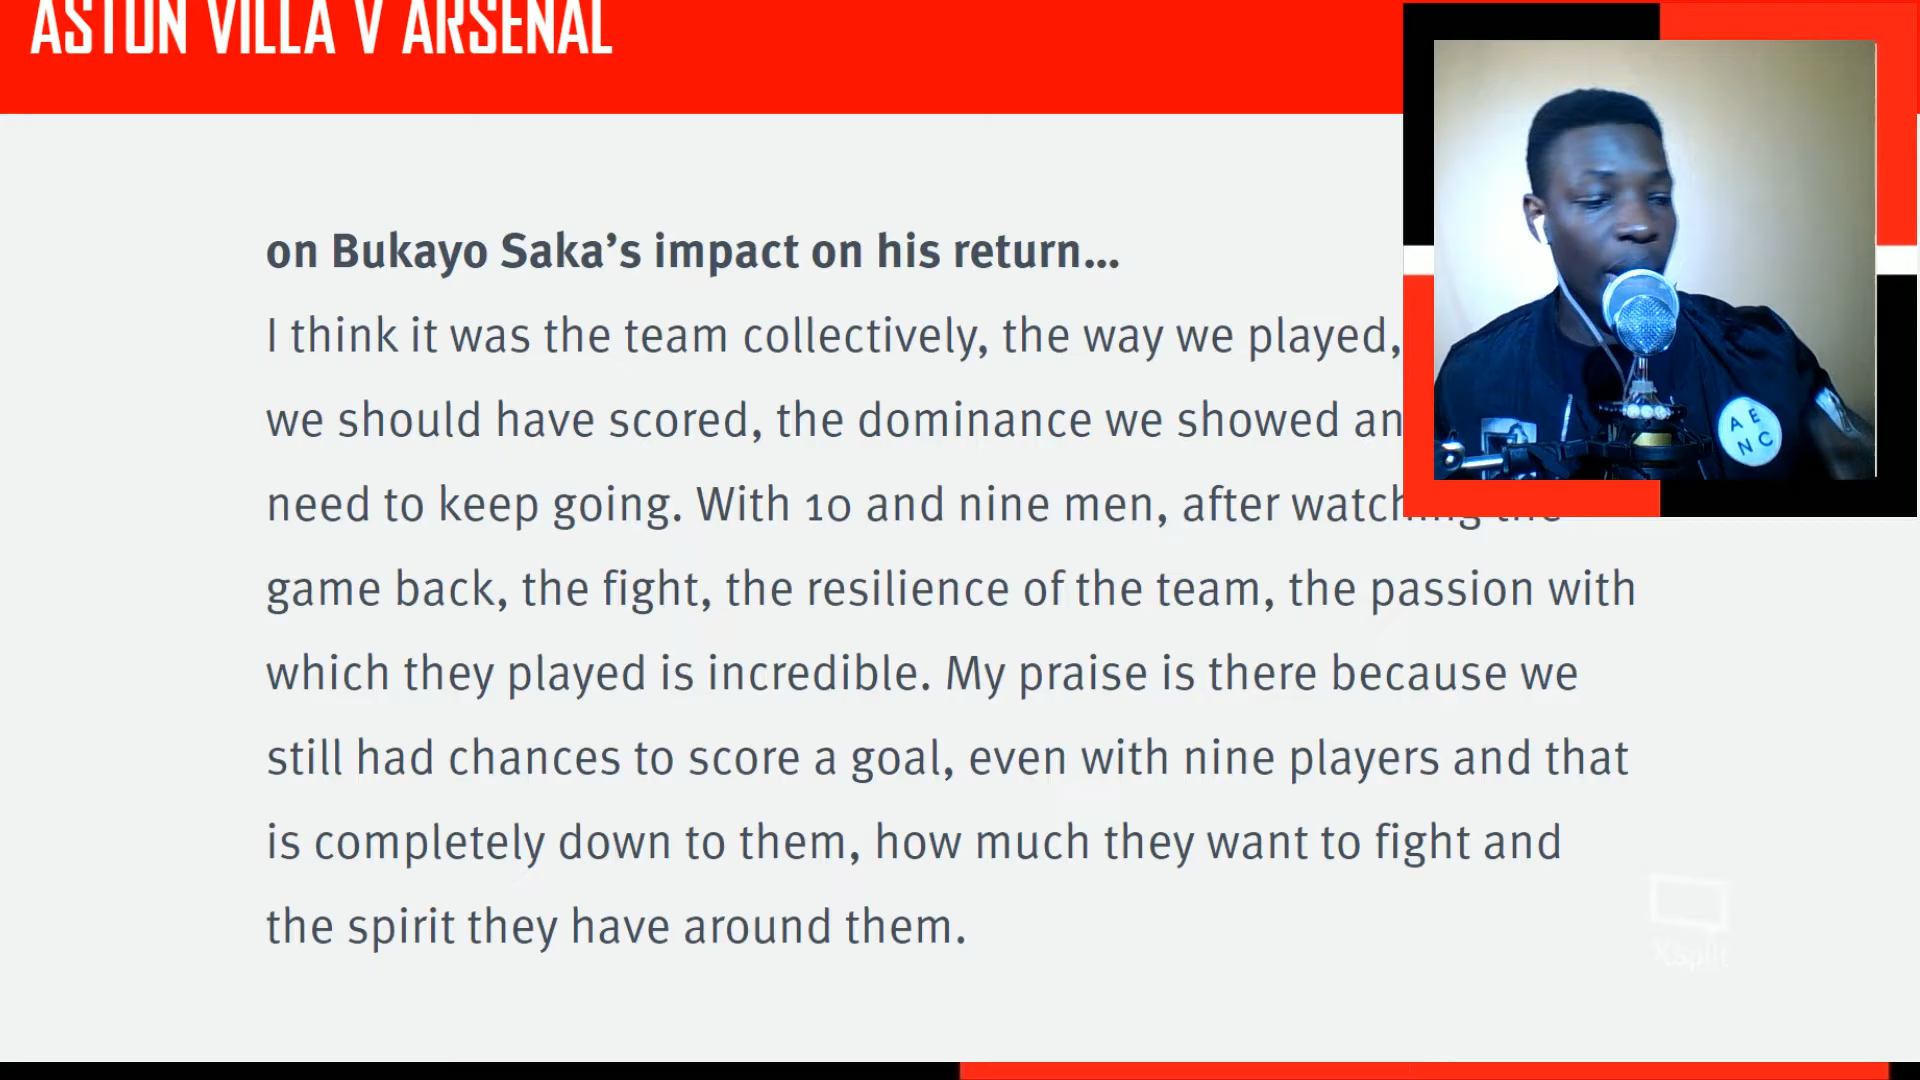 ASTON VILLA V ARSENAL
on Bukayo Saka’s impact on his return...
I think it was the team collectively, the way we played,
we should have scored, the dominance we showed
need to keep going. With 10 and nine men, after watching the
game back, the fight, the resilience of the team, the passion with
which they played is incredible. My praise is there because we
still had chances to score a goal, even with nine players and that
is completely down to them, how much they want to fight and
the spirit they have around them.
A E
N C
XSplit